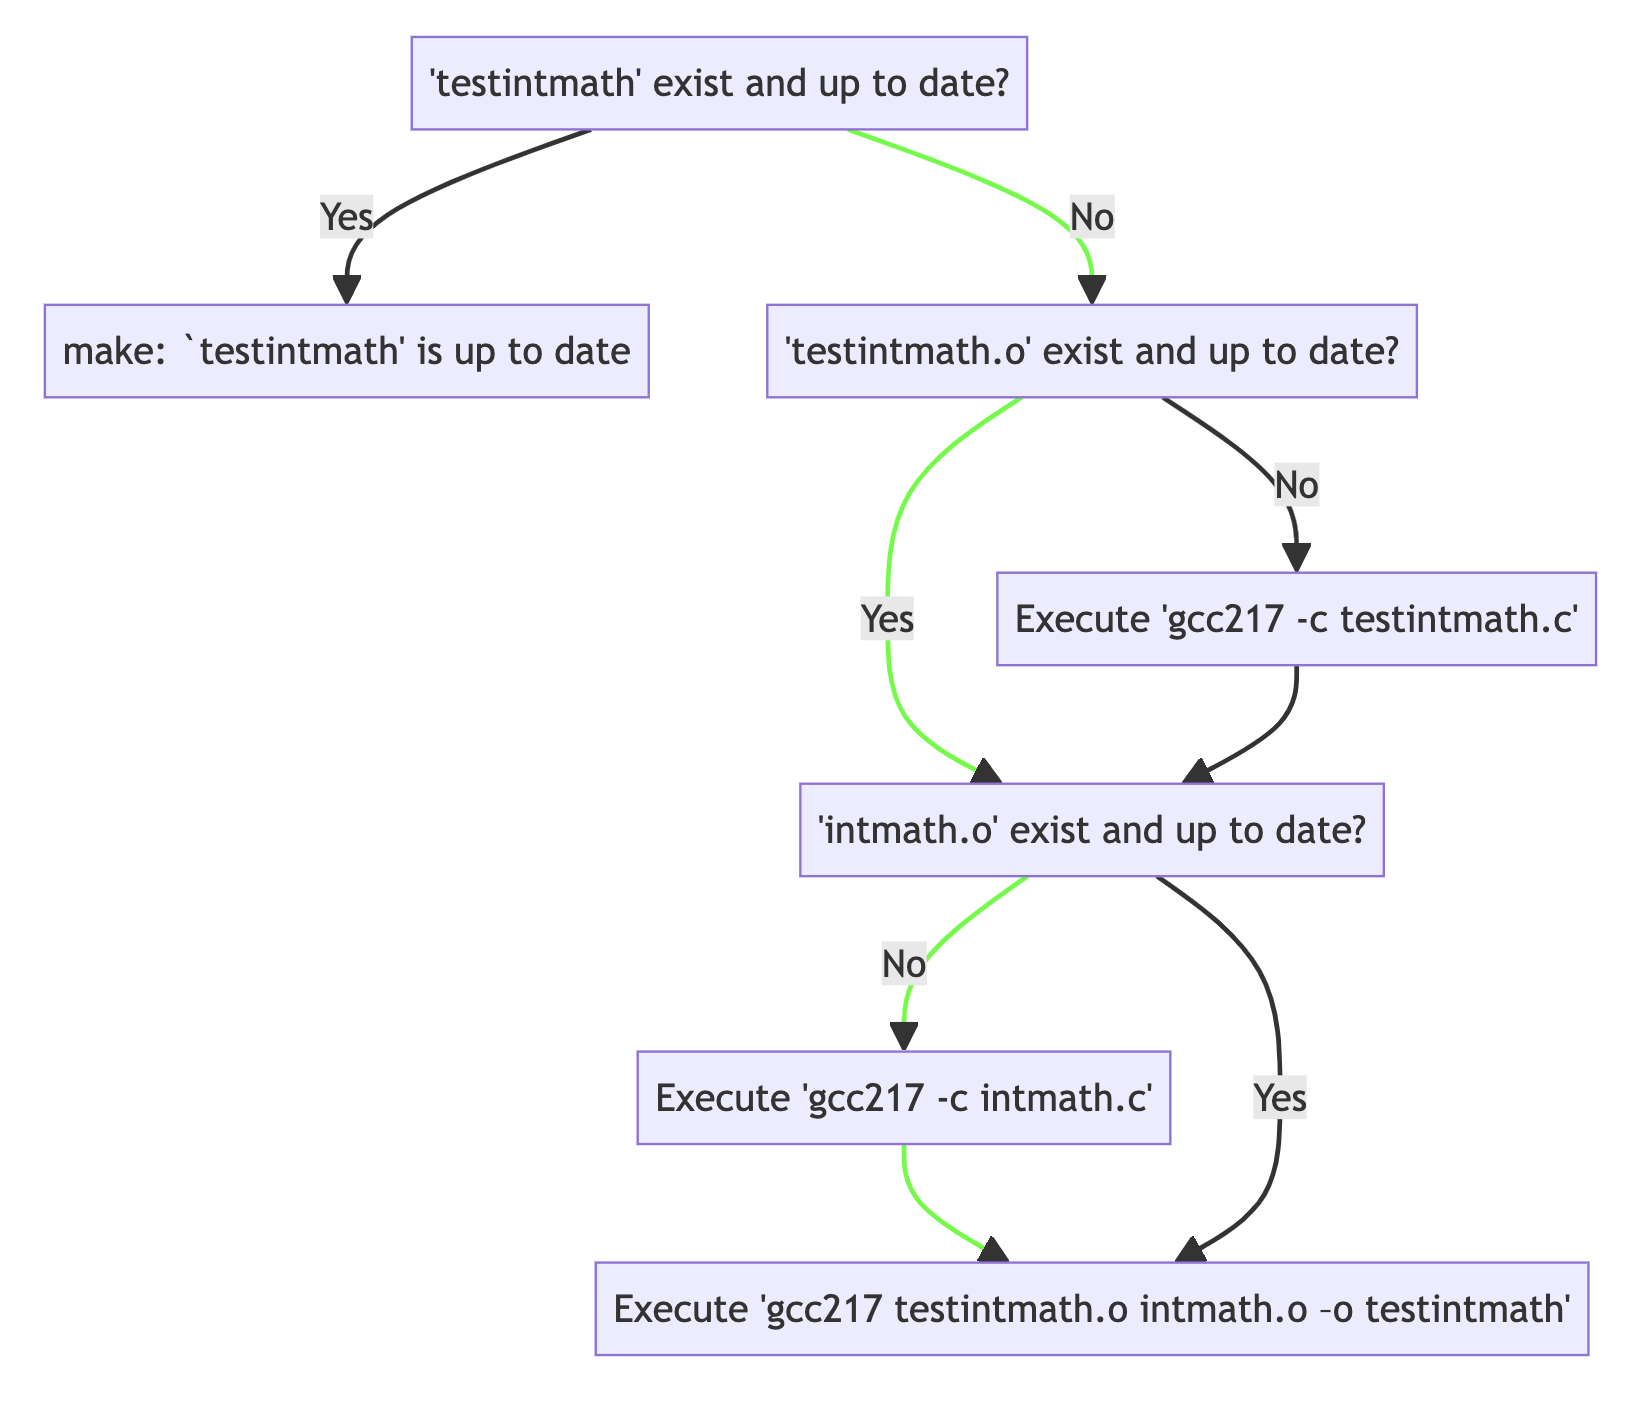 'testintmath' exist and up to date?
Yes
No
make: `testintmath' is up to date
'testintmath.o' exist and up to date?
No
Yes
Execute 'gcc217 -c testintmath.c'
'intmath.o' exist and up to date?
No
Execute 'gcc217 -c intmath.c'
Yes
Execute 'gcc217 testintmath.o intmath.o –o testintmath'